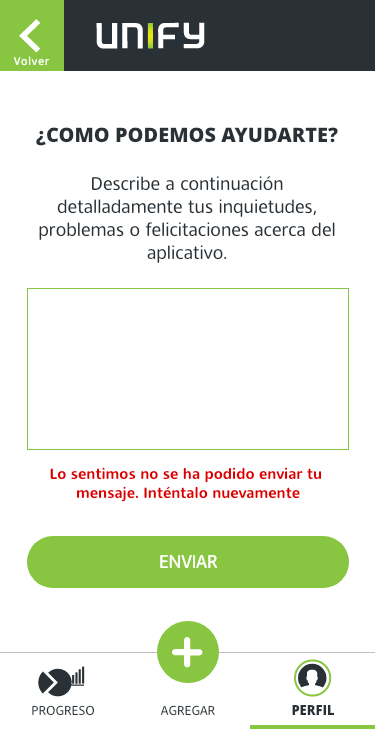 UNIFY
Volver
¿COMO PODEMOS AYUDARTE?
Describe a continuación
detalladamente tus inquietudes,
problemas o felicitaciones acerca del
aplicativo.
Lo sentimos no se ha podido enviar tu
mensaje. Inténtalo nuevamente
ENVIAR
PROGRESO
AGREGAR
PERFIL